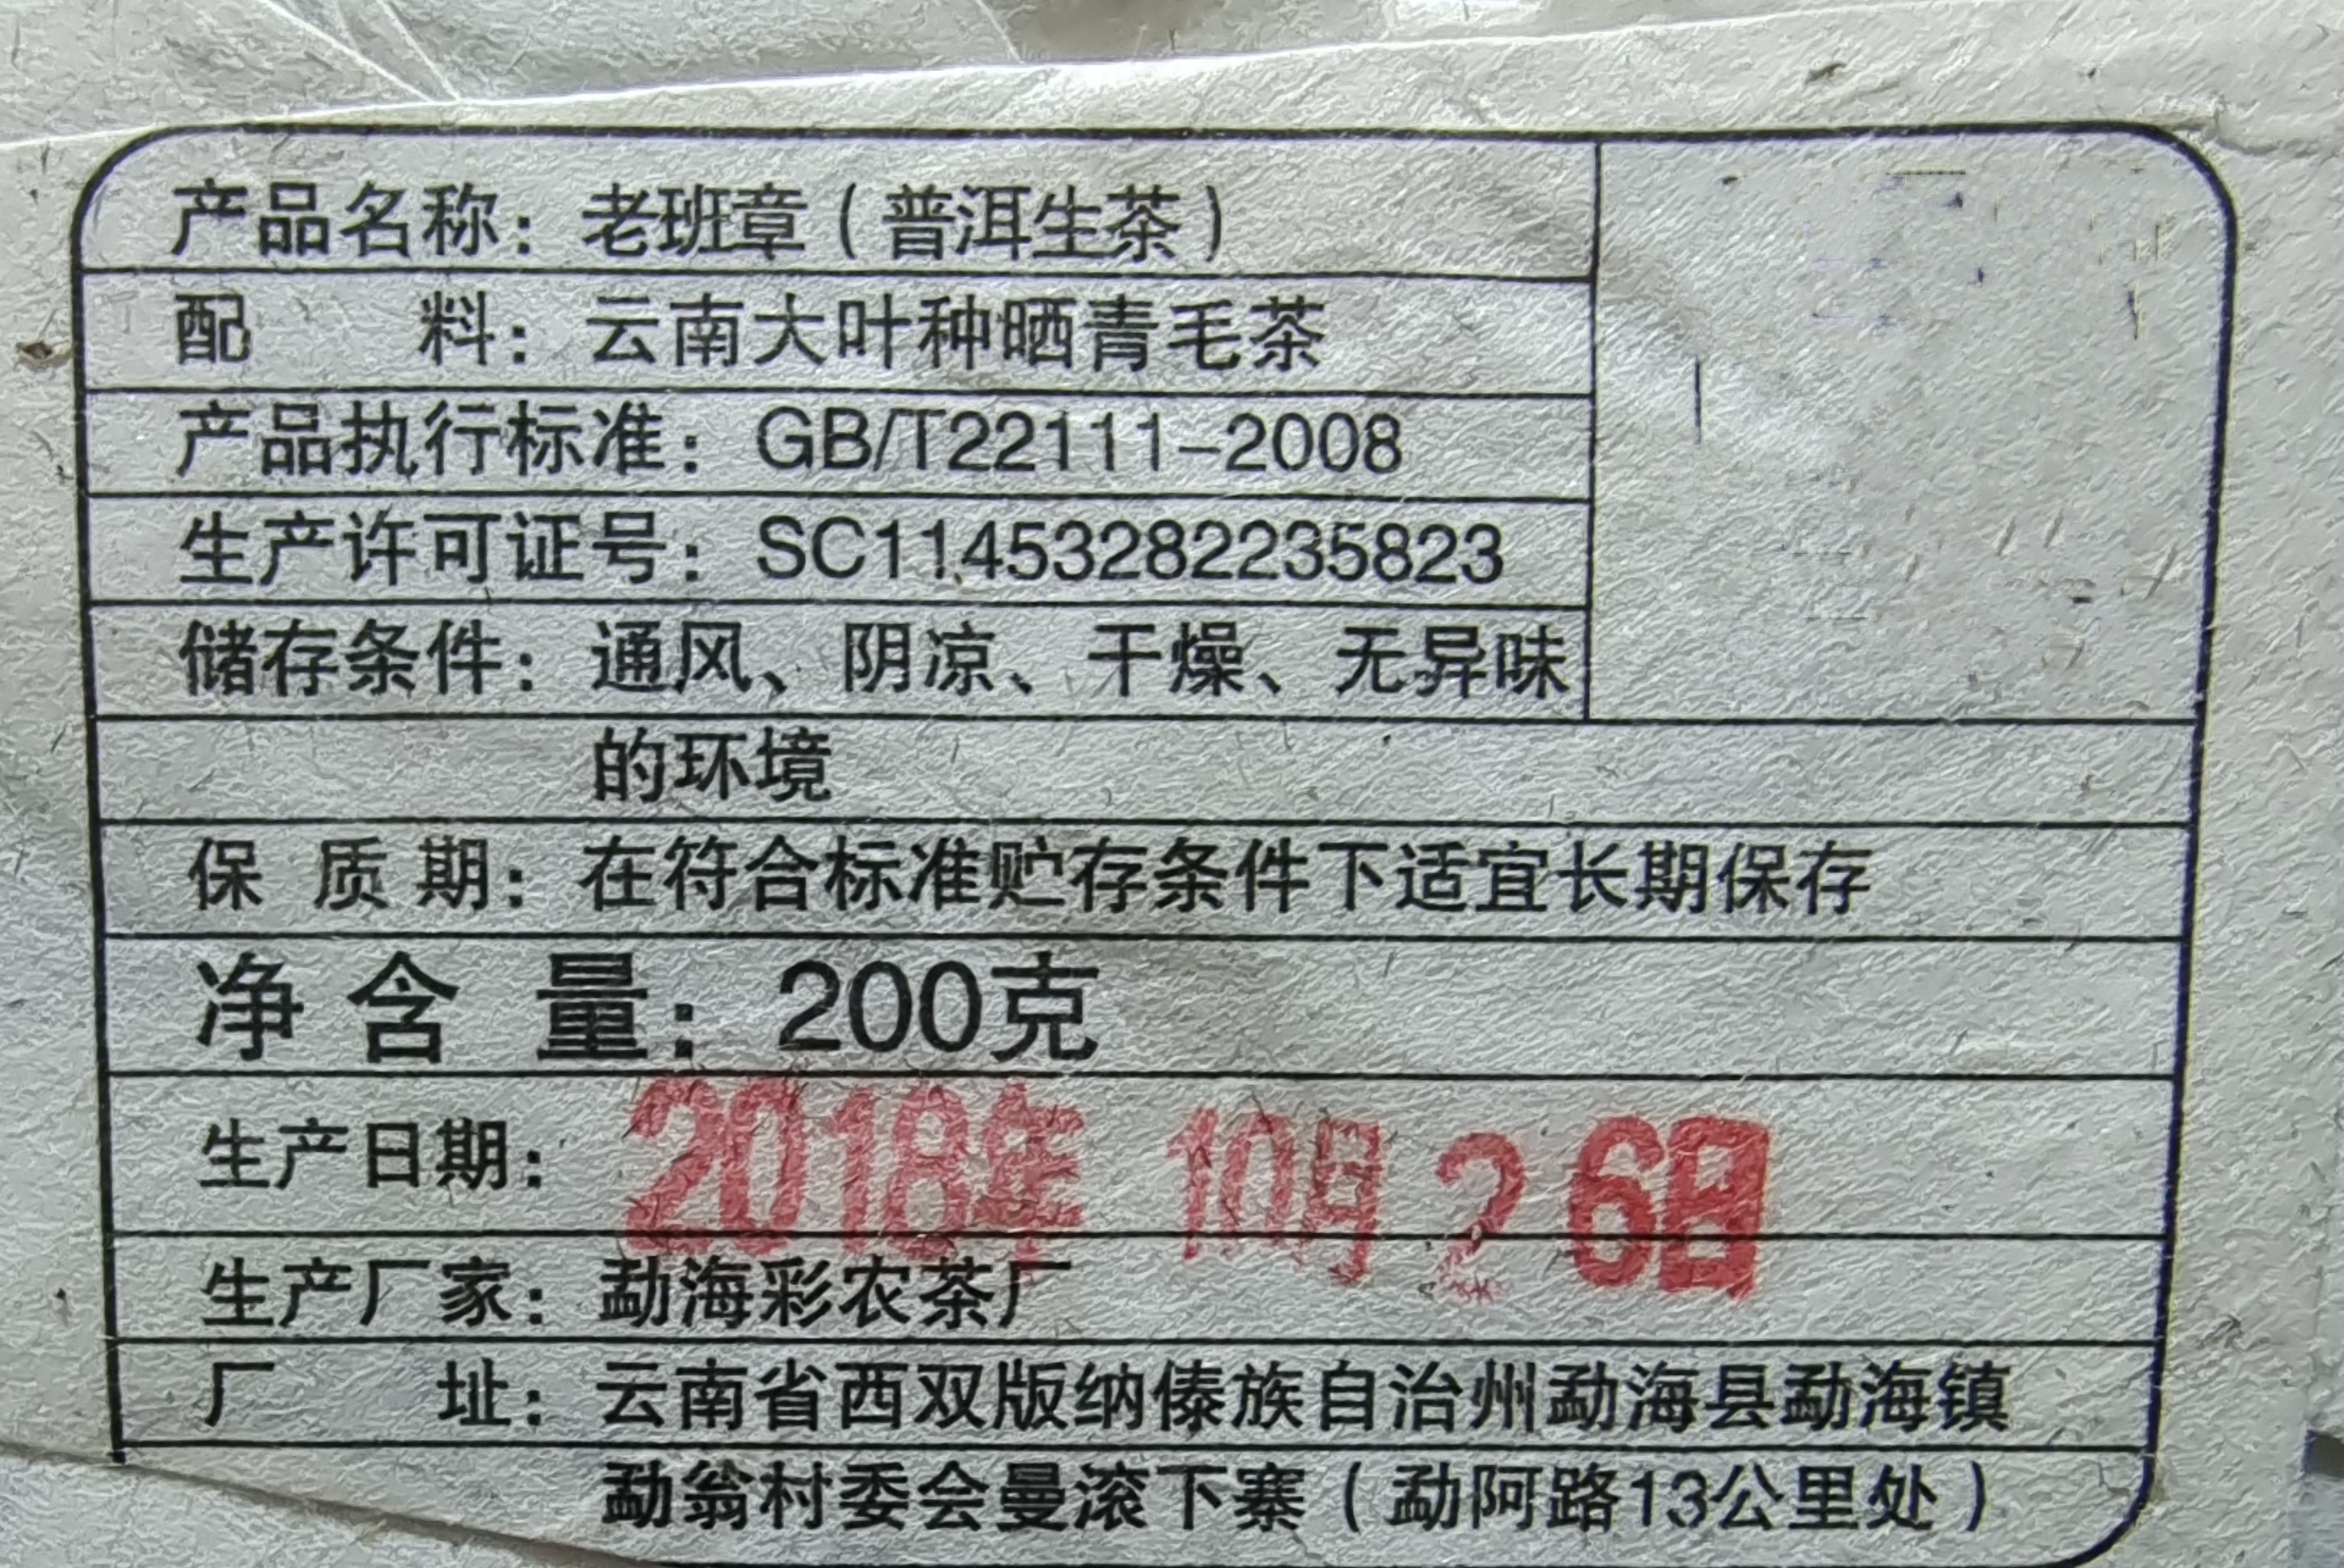 产品名称：老班章（普洱生茶）
配料：云南大叶种晒青毛茶
产品执行标准：GB/T22111-2008
生产许可证号：SC11453282235823
储存条件：通风、阴凉、干燥、无异味
的环境
保质期：在符合标准贮存条件下适宜长期保存
净含量：200克
生产日期：2018年10月26日
生产厂家：勐海彩农茶厂
厂址：云南省西双版纳傣族自治州勐海县勐海镇
勐翁村委会曼滚下寨（勐阿路13公里处）